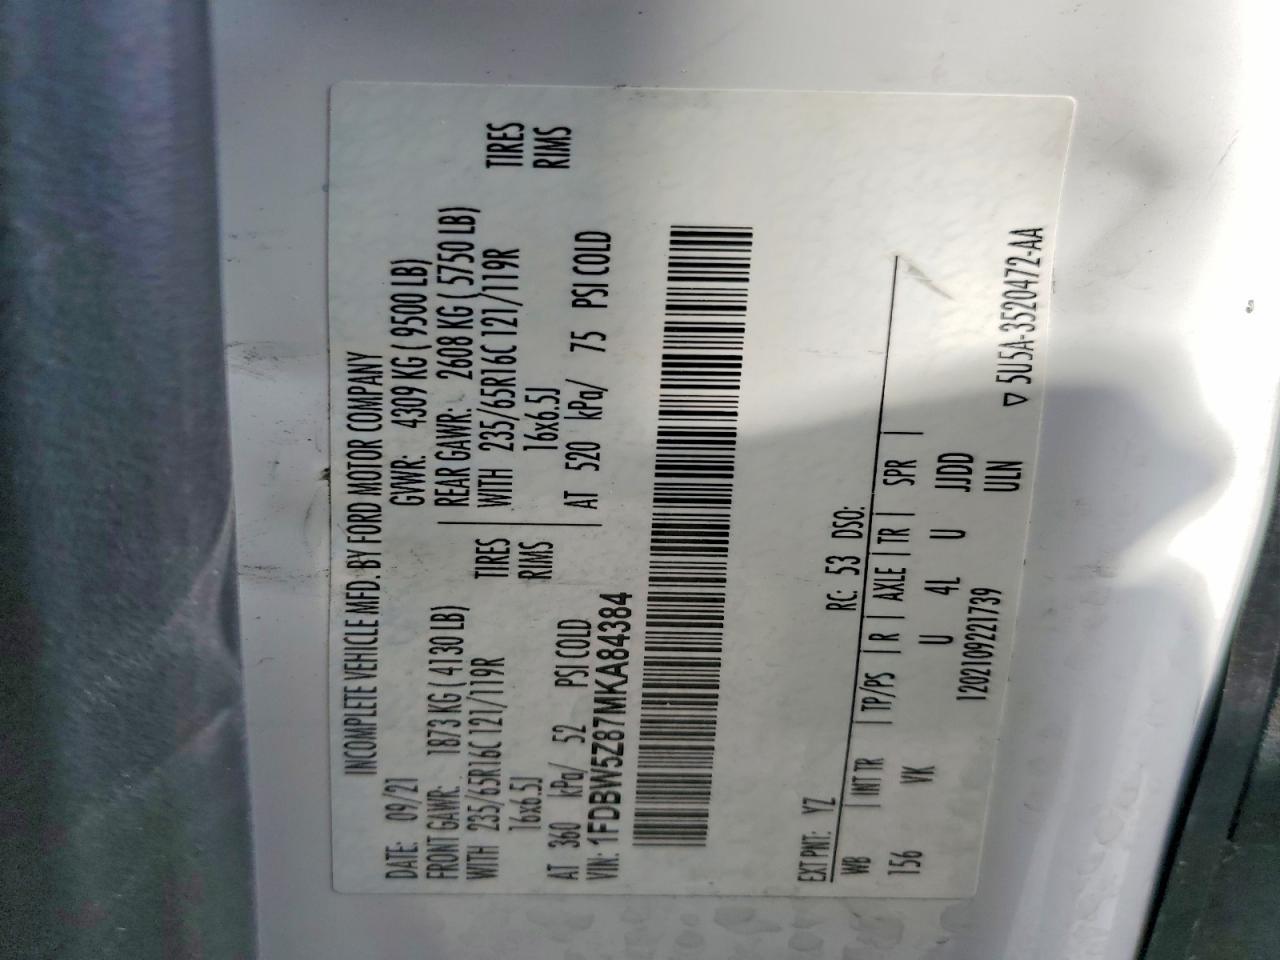 INCOMPLETE VEHICLE MFD. BY FORD MOTOR COMPANY
DATE: 09/21 GVWR: 4309 KG ( 9500 LB)
FRONT GAWR: 1873 KG ( 4130 LB) REAR GAWR: 2608 KG ( 5750 LB)
WITH 235/65R16C 121/119R TIRES WITH 235/65R16C 121/119R TIRES
16x6.5J RIMS 16x6.5J RIMS
AT 360 kPa/ 52 PSI COLD AT 520 kPa/ 75 PSI COLD
VIN: 1FDBW5Z87MKA84384
EXT PNT: YZ RC: 53 DSO:
WB | INT TR | TP/PS | R | AXLE | TR | SPR |
156 VK U 4L U JJDD
12021092217​39 ULN
▽ 5U5A-3520472-AA